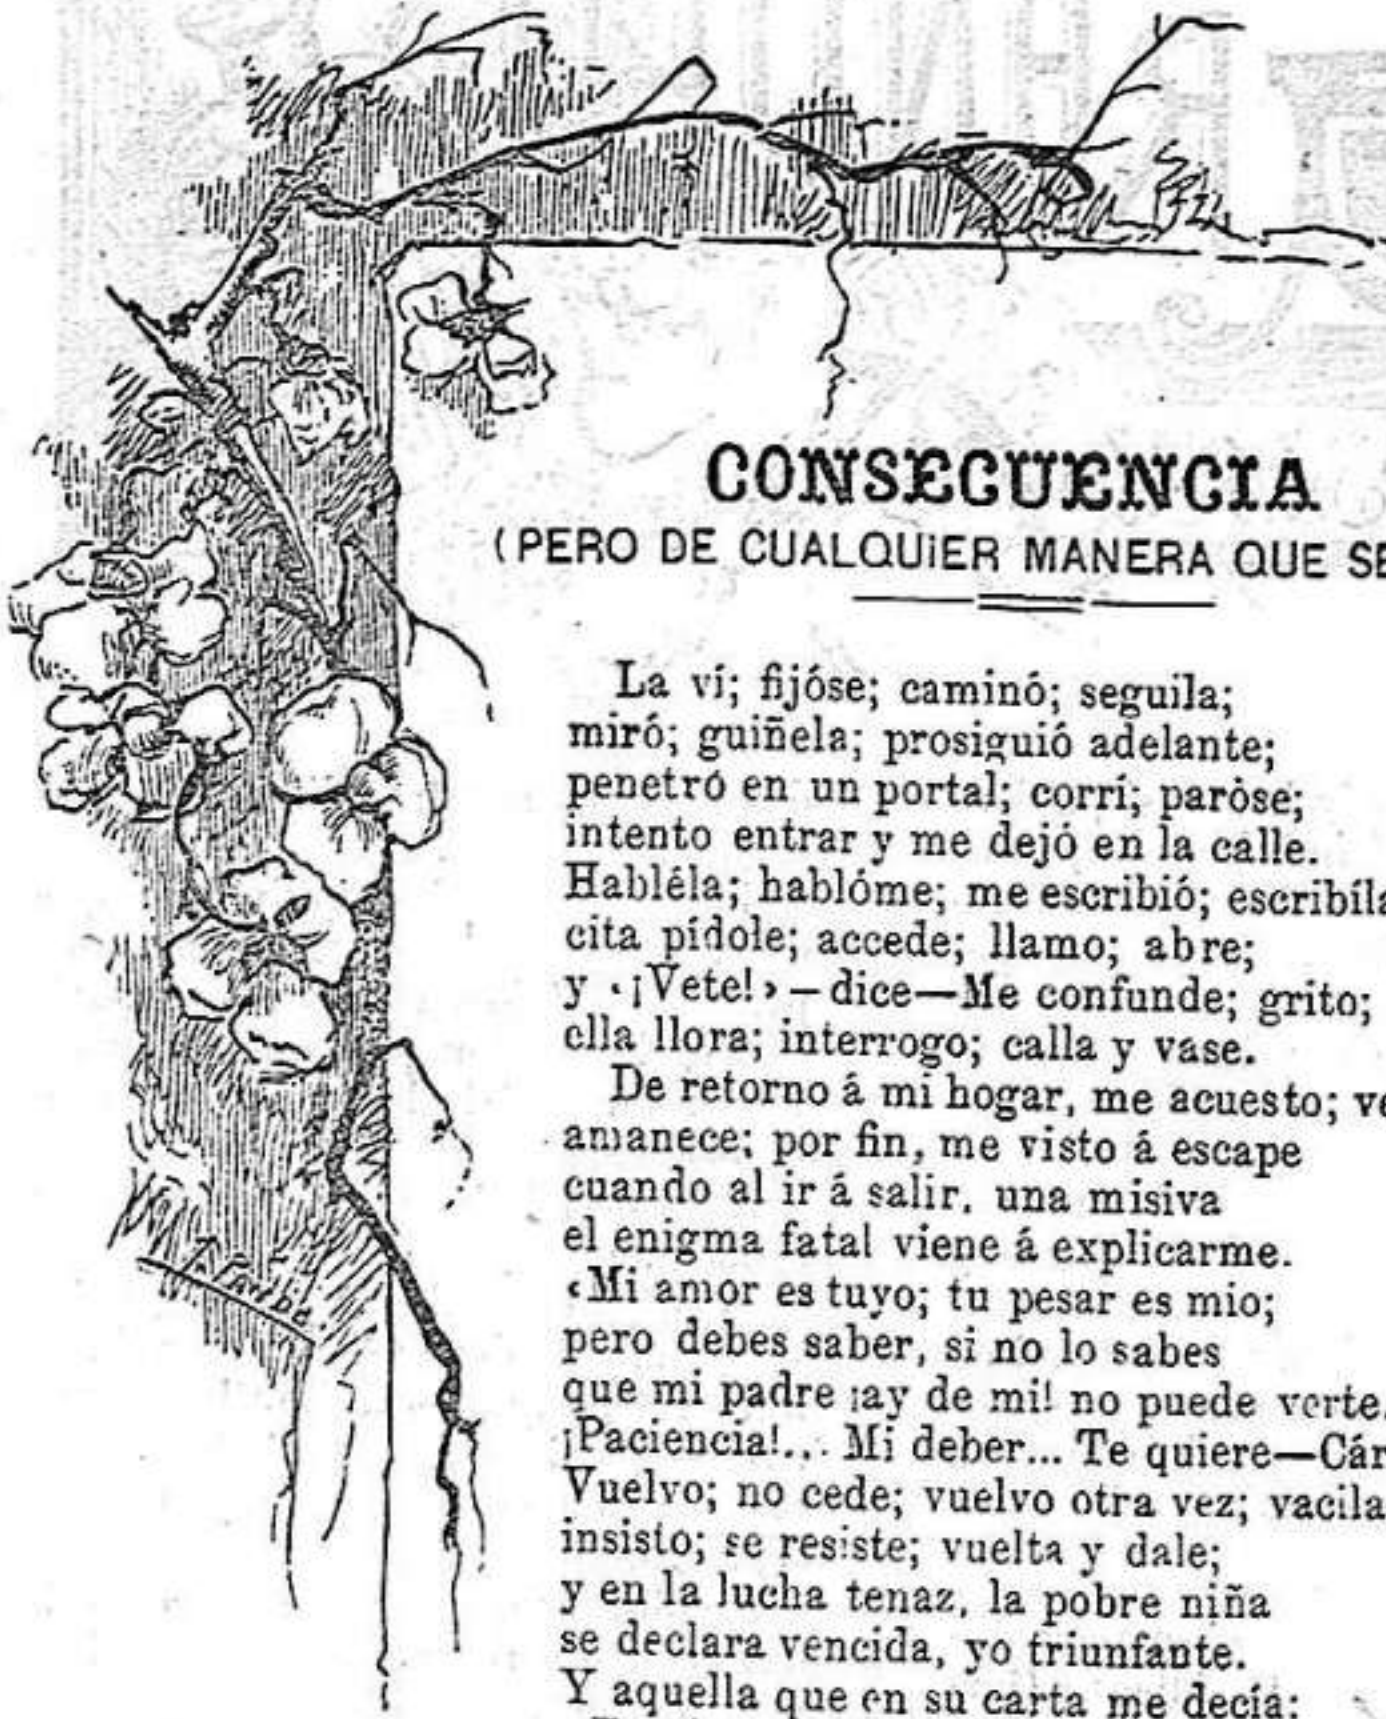 CONSECUENCIA
(PERO DE CUALQUIER MANERA QUE
La ví; fijóse; caminó; seguila;
miró; guiñela; prosiguió adelante;
penetró en un portal; corrí; paròse;
intento entrar y me dejó en la calle.
Habléla; hablóme; me escribió; escribíla
cita pídole; accede; llamo; abre;
y «¡Vete!» – dice—Me confunde; grito;
ella llora; interrogo; calla y vase.
De retorno á mi hogar, me acuesto;
amanece; por fin, me visto á escape
cuando al ir á salir, una misiva
el enigma fatal viene á explicarme.
«Mi amor es tuyo; tu pesar es mio;
pero debes saber, si no lo sabes
que mi padre ¡ay de mi! no puede verte.
¡Paciencia!... Mi deber... Te quiere—
Vuelvo; no cede; vuelvo otra vez; vacila
insisto; se resiste; vuelta y dale;
y en la lucha tenaz, la pobre niña
se declara vencida, yo triunfante.
Y aquella que en su carta me decía: